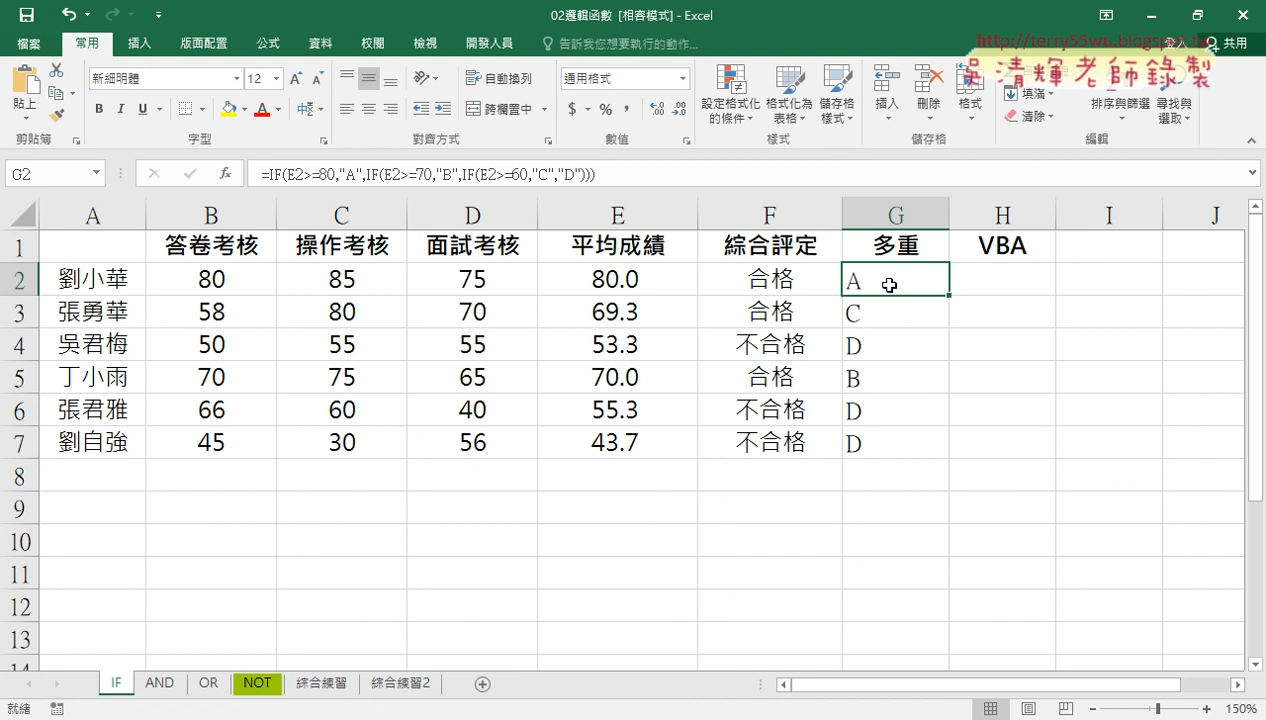 02邏輯函數 [相容模式] - Excel
檔案 常用 插入 版面配置 公式 資料 校閱 檢視 開發人員 告訴我您想要執行的動作... 登入 共用
http://terry55wu.blogspot.tw
吳清輝老師錄製
貼上 新細明體 12 自動換列 通用格式 設定格式化的條件 格式化為表格 儲存格樣式 插入 刪除 格式 填滿 清除 排序與篩選 尋找與選取
B I U 跨欄置中 $ %
剪貼簿 字型 對齊方式 數值 樣式 儲存格 編輯
G2 fx =IF(E2>=80,"A",IF(E2>=70,"B",IF(E2>=60,"C","D")))
A B C D E F G H I J
1 答卷考核 操作考核 面試考核 平均成績 綜合評定 多重 VBA
2 劉小華 80 85 75 80.0 合格 A
3 張勇華 58 80 70 69.3 合格 C
4 吳君梅 50 55 55 53.3 不合格 D
5 丁小雨 70 75 65 70.0 合格 B
6 張君雅 66 60 40 55.3 不合格 D
7 劉自強 45 30 56 43.7 不合格 D
8
9
10
11
12
13
14
IF AND OR NOT 綜合練習 綜合練習2
就緒 150%